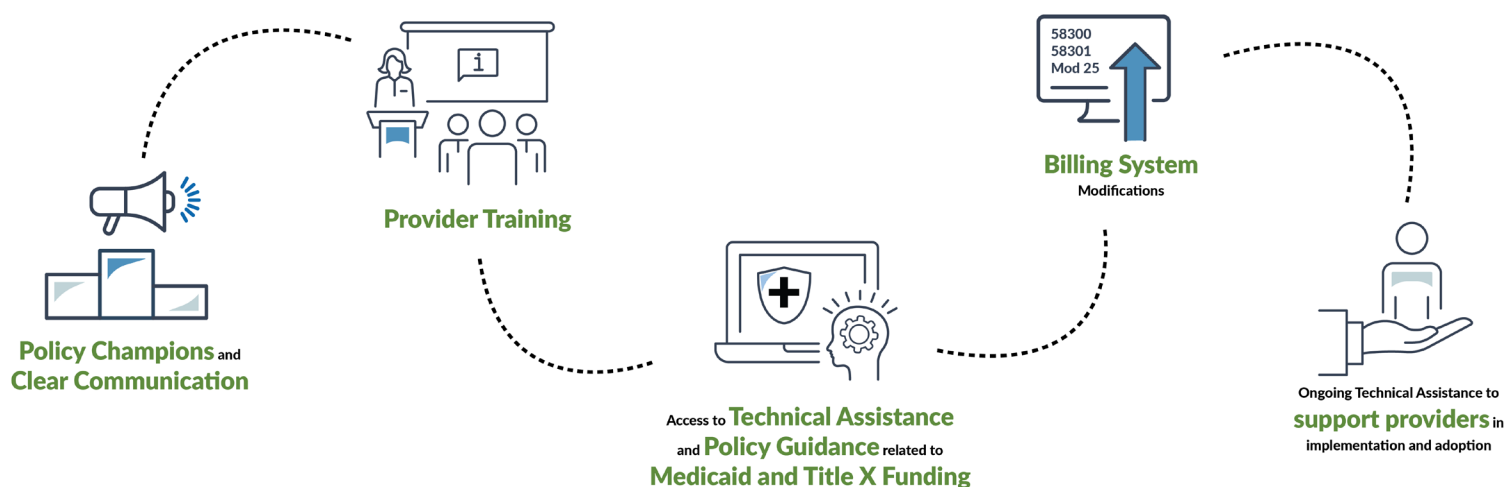 Policy Champions and
Clear Communication
i
Provider Training
Access to Technical Assistance
and Policy Guidance related to
Medicaid and Title X Funding
58300
58301
Mod 25
Billing System
Modifications
Ongoing Technical Assistance to
support providers in
implementation and adoption